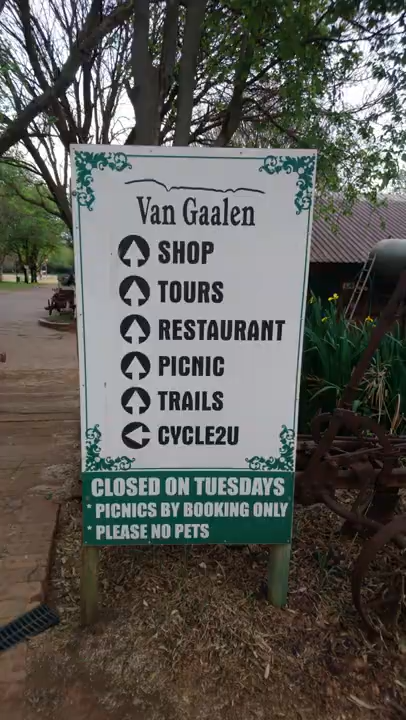 Van Gaalen
SHOP
TOURS
RESTAURANT
PICNIC
TRAILS
CYCLE2U
CLOSED ON TUESDAYS
* PICNICS BY BOOKING ONLY
* PLEASE NO PETS